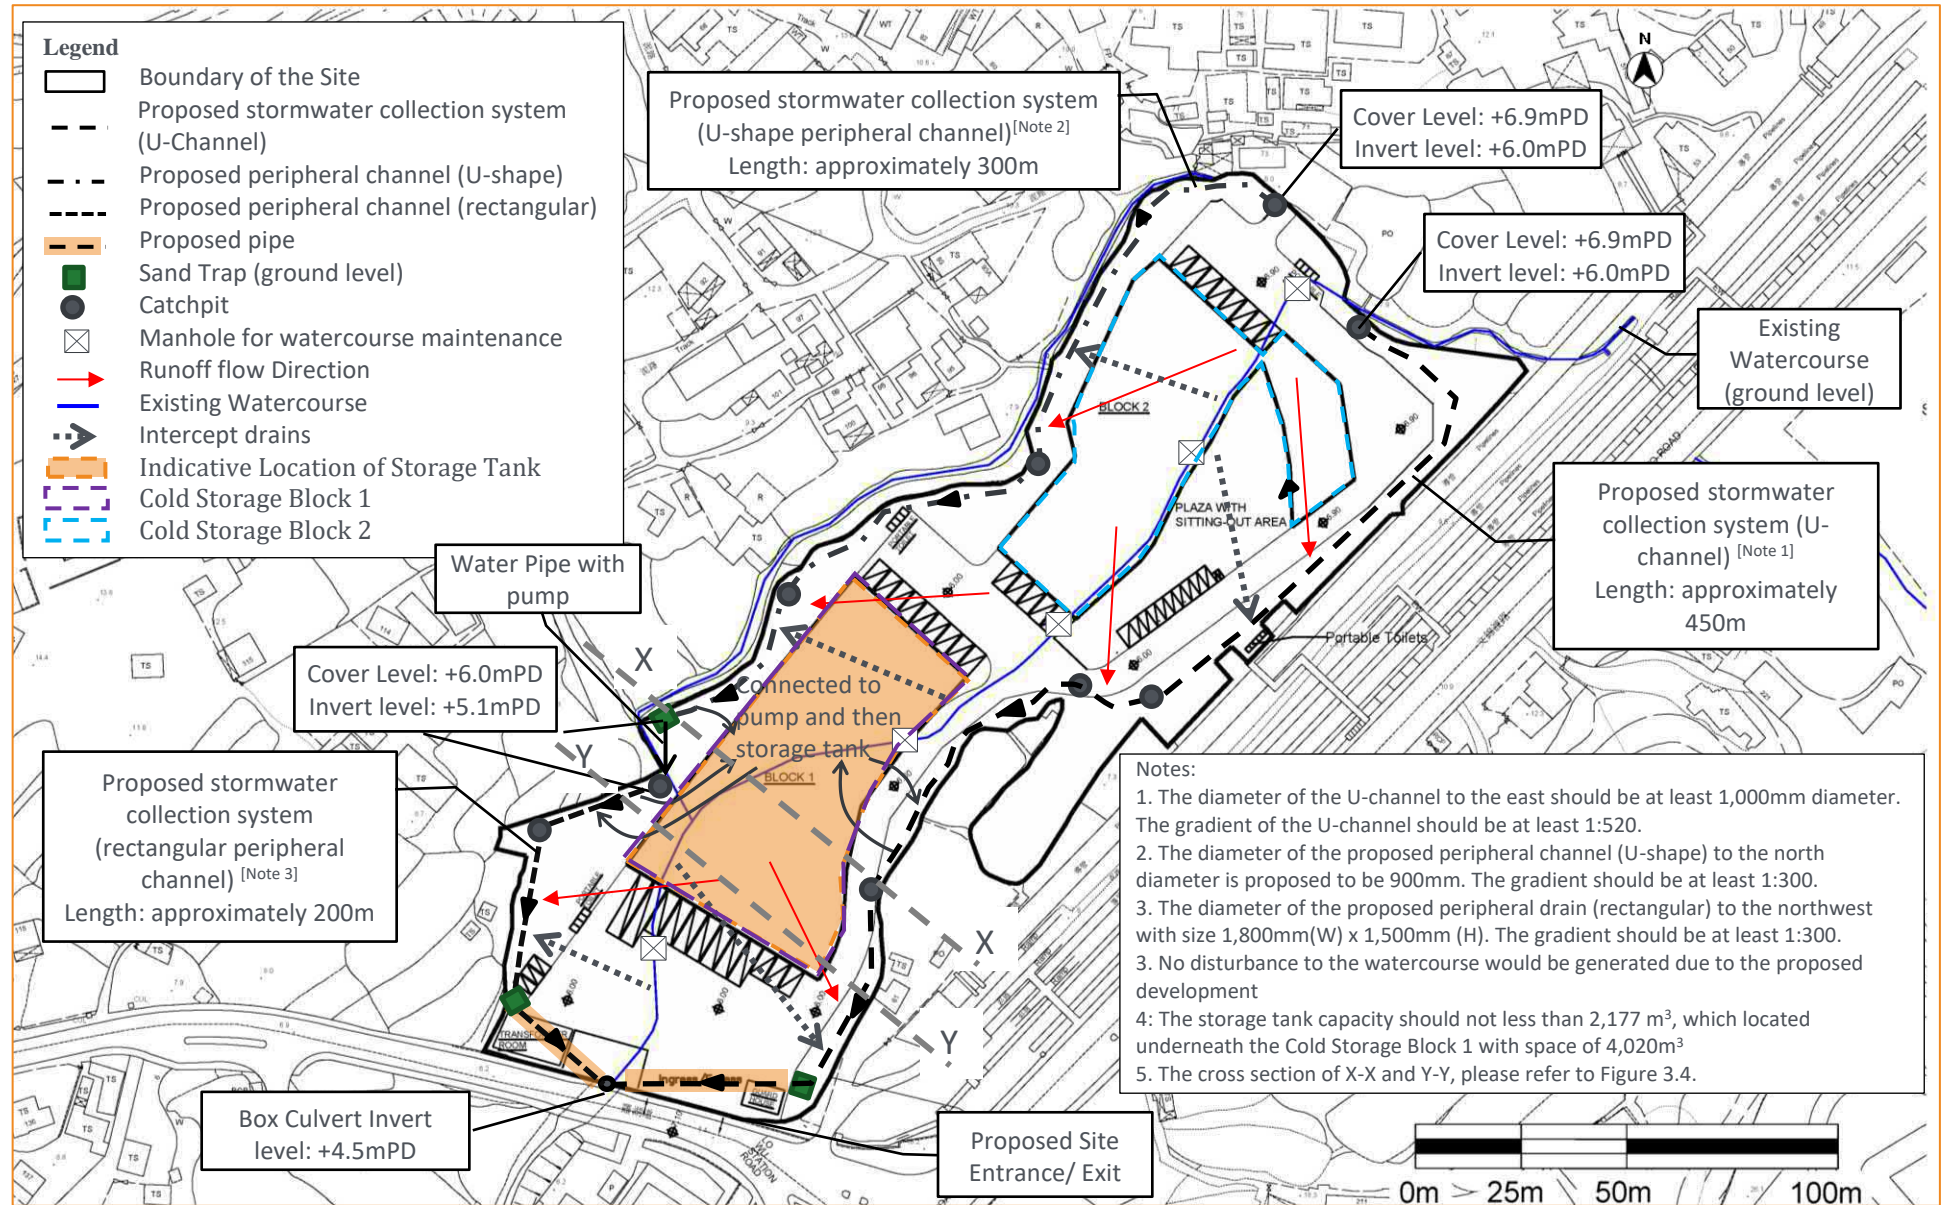 Legend
Boundary of the Site
Proposed stormwater collection system
(U-Channel)
Proposed peripheral channel (U-shape)
Proposed peripheral channel (rectangular)
Proposed pipe
Sand Trap (ground level)
Catchpit
Manhole for watercourse maintenance
Runoff flow Direction
Existing Watercourse
Intercept drains
Indicative Location of Storage Tank
Cold Storage Block 1
Cold Storage Block 2
Proposed stormwater collection system
(U-shape peripheral channel)[Note 2]
Length: approximately 300m
N
Cover Level: +6.9mPD
Invert level: +6.0mPD
Cover Level: +6.9mPD
Invert level: +6.0mPD
Existing
Watercourse
(ground level)
Proposed stormwater
collection system (U-
channel) [Note 1]
Length: approximately
450m
BLOCK 2
PLAZA WITH
SITTING-OUT AREA
Portable Toilets
Water Pipe with
pump
Cover Level: +6.0mPD
Invert level: +5.1mPD
X
Y
Connected to
pump and then
storage tank
BLOCK 1
Proposed stormwater
collection system
(rectangular peripheral
channel) [Note 3]
Length: approximately 200m
X
Y
TRANSFORMER
ROOM
Ingress/Egress
Box Culvert Invert
level: +4.5mPD
LO WU
STATION
ROAD
Proposed Site
Entrance/ Exit
Notes:
1. The diameter of the U-channel to the east should be at least 1,000mm diameter.
The gradient of the U-channel should be at least 1:520.
2. The diameter of the proposed peripheral channel (U-shape) to the north
diameter is proposed to be 900mm. The gradient should be at least 1:300.
3. The diameter of the proposed peripheral drain (rectangular) to the northwest
with size 1,800mm(W) x 1,500mm (H). The gradient should be at least 1:300.
3. No disturbance to the watercourse would be generated due to the proposed
development
4: The storage tank capacity should not less than 2,177 m³, which located
underneath the Cold Storage Block 1 with space of 4,020m³
5. The cross section of X-X and Y-Y, please refer to Figure 3.4.
0m 25m 50m 100m